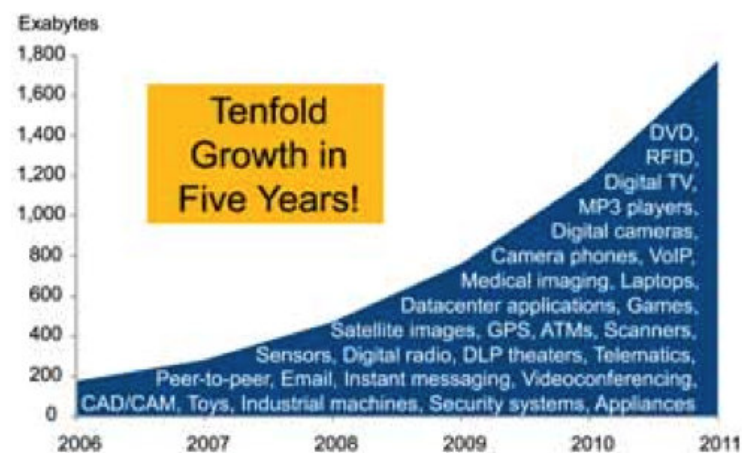 Exabytes
1,800
1,600
1,400
1,200
1,000
800
600
400
200
0
Tenfold
Growth in
Five Years!
DVD,
RFID,
Digital TV,
MP3 players,
Digital cameras,
Camera phones, VoIP,
Medical imaging, Laptops,
Datacenter applications, Games,
Satellite images, GPS, ATMs, Scanners,
Sensors, Digital radio, DLP theaters, Telematics,
Peer-to-peer, Email, Instant messaging, Videoconferencing,
CAD/CAM, Toys, Industrial machines, Security systems, Appliances
2006 2007 2008 2009 2010 2011